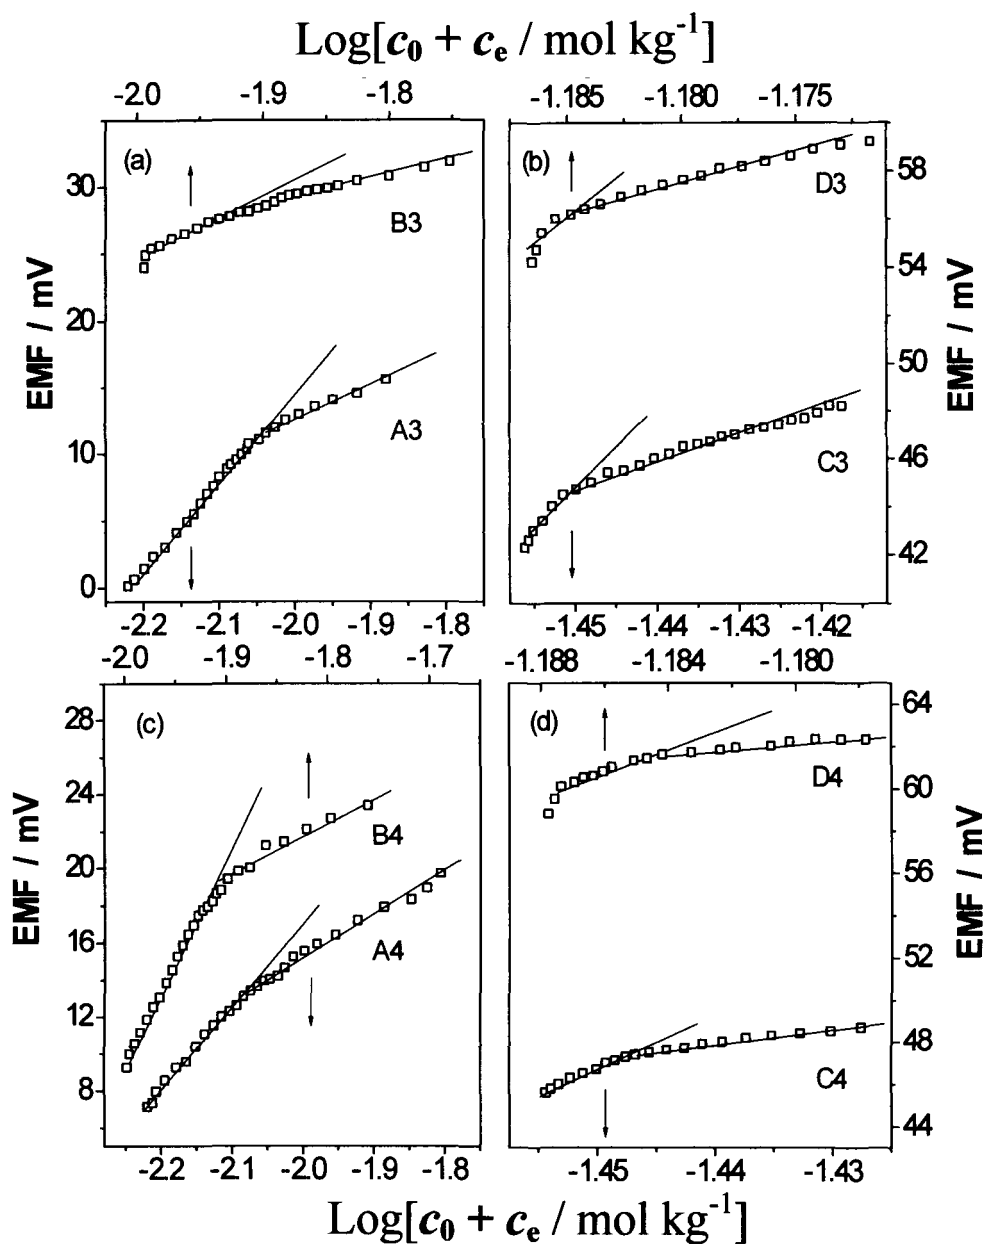 Log[c₀ + cₑ / mol kg⁻¹]
-2.0 -1.9 -1.8
-1.185 -1.180 -1.175
(a)
(b)
30
20
10
0
EMF / mV
B3
A3
D3
C3
58
54
50
46
42
EMF / mV
-2.2 -2.1 -2.0 -1.9 -1.8
-1.45 -1.44 -1.43 -1.42
-2.0 -1.9 -1.8 -1.7
-1.188 -1.184 -1.180
(c)
(d)
28
24
20
16
12
8
EMF / mV
B4
A4
D4
C4
64
60
56
52
48
44
EMF / mV
-2.2 -2.1 -2.0 -1.9 -1.8
-1.45 -1.44 -1.43
Log[c₀ + cₑ / mol kg⁻¹]